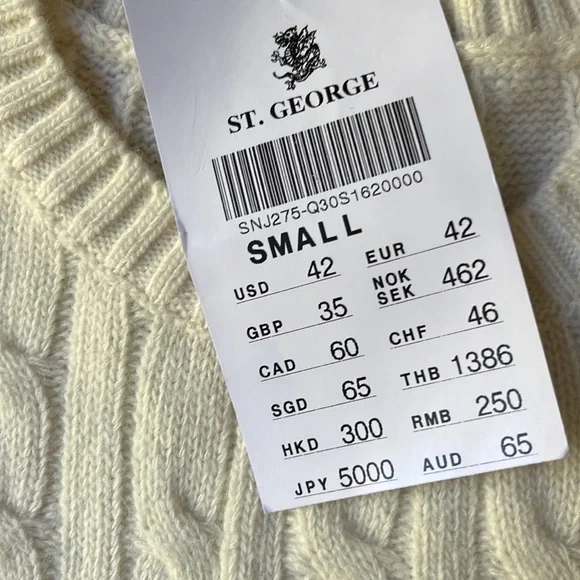 ST. GEORGE
SNJ275-Q30S1620000
SMALL
USD 42 EUR 42
GBP 35 NOK SEK 462
CAD 60 CHF 46
SGD 65 THB 1386
HKD 300 RMB 250
JPY 5000 AUD 65